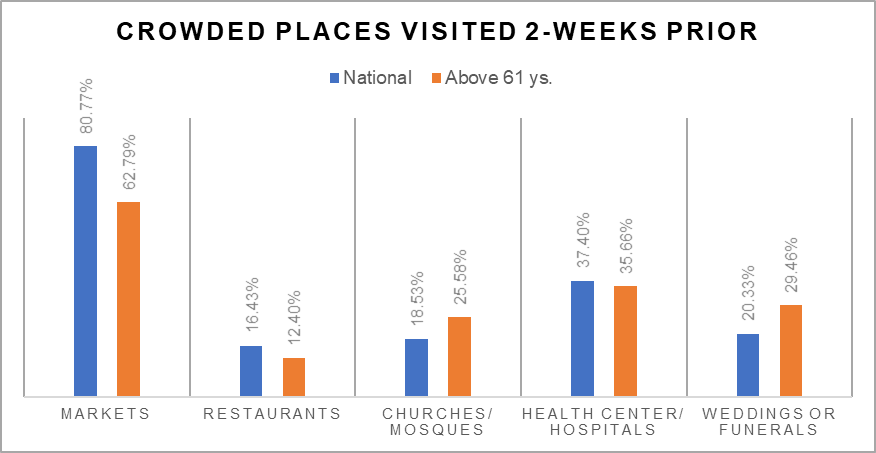 CROWDED PLACES VISITED 2-WEEKS PRIOR
National Above 61 ys.
80.77%
62.79%
16.43%
12.40%
18.53%
25.58%
37.40%
35.66%
20.33%
29.46%
MARKETS
RESTAURANTS
CHURCHES/
MOSQUES
HEALTH CENTER/
HOSPITALS
WEDDINGS OR
FUNERALS